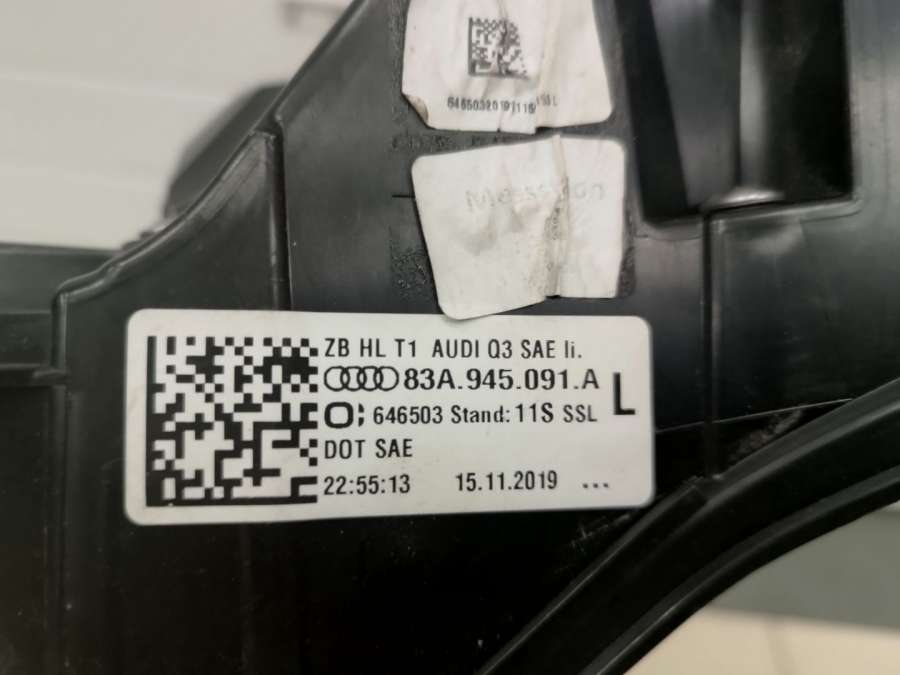 ZB HL T1 AUDI Q3 SAE li.
83A.945.091.A L
646503 Stand: 11S SSL
DOT SAE
22:55:13 15.11.2019 ...